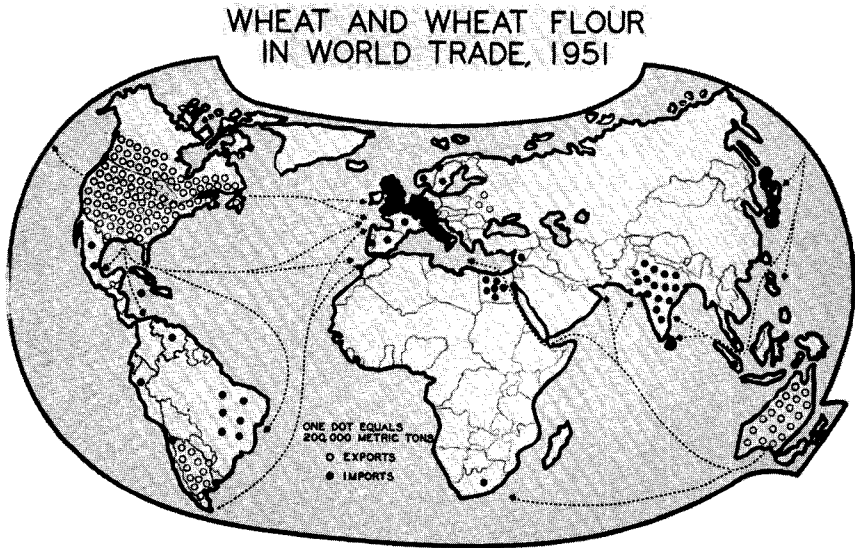 WHEAT AND WHEAT FLOUR
IN WORLD TRADE, 1951
ONE DOT EQUALS
200,000 METRIC TONS
EXPORTS
IMPORTS